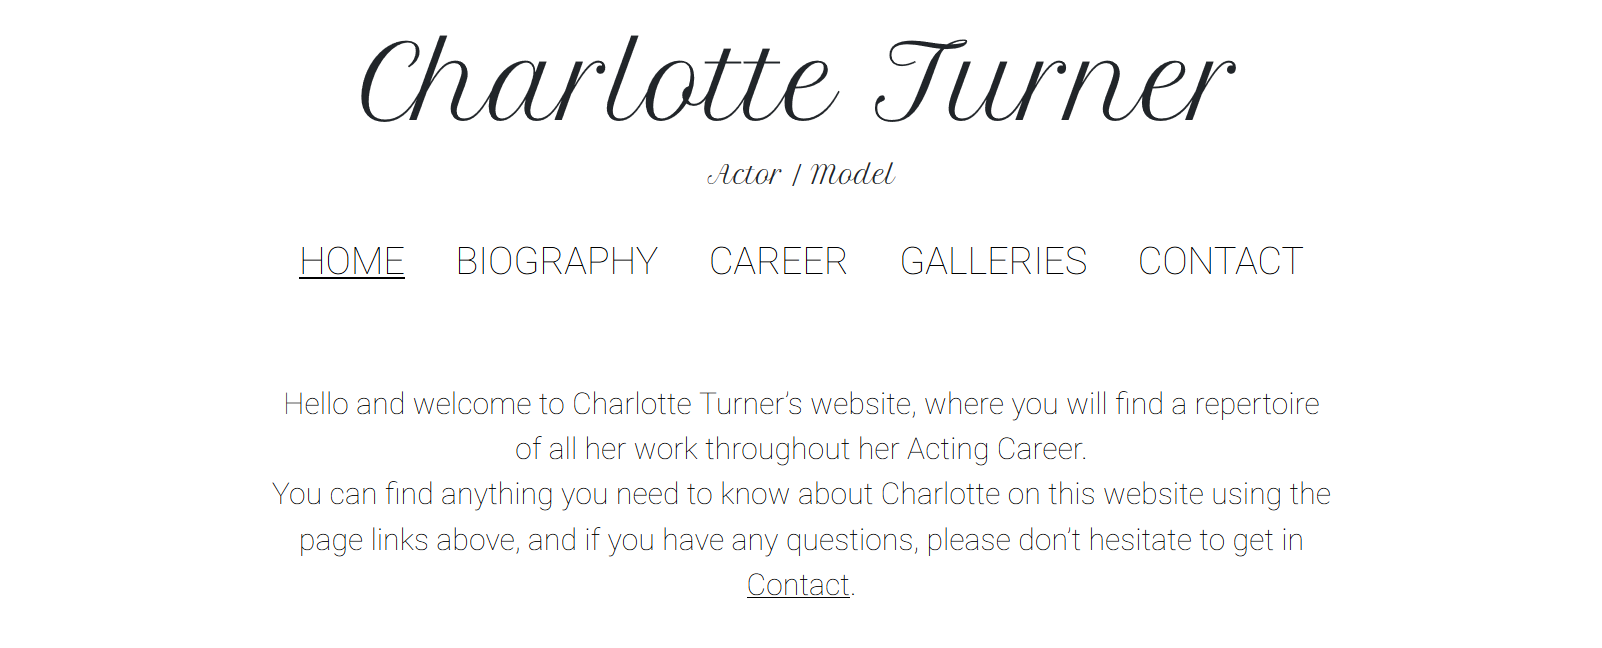 Charlotte Turner
Actor / Model
HOME BIOGRAPHY CAREER GALLERIES CONTACT
Hello and welcome to Charlotte Turner’s website, where you will find a repertoire
of all her work throughout her Acting Career.
You can find anything you need to know about Charlotte on this website using the
page links above, and if you have any questions, please don’t hesitate to get in
Contact.